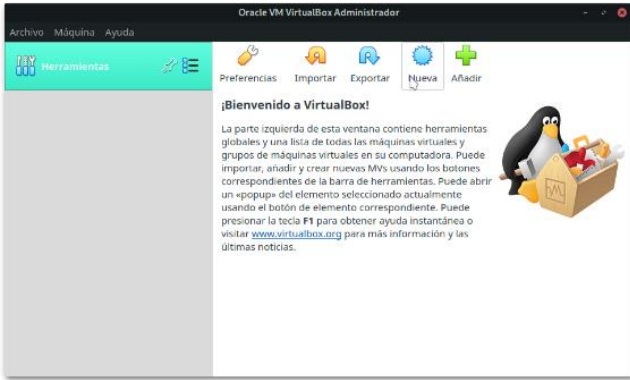 Oracle VM VirtualBox Administrador
Archivo Máquina Ayuda
Herramientas
Preferencias Importar Exportar Nueva Añadir
¡Bienvenido a VirtualBox!
La parte izquierda de esta ventana contiene herramientas
globales y una lista de todas las máquinas virtuales y
grupos de máquinas virtuales en su computadora. Puede
importar, añadir y crear nuevas MVs usando los botones
correspondientes de la barra de herramientas. Puede abrir
un «popup» del elemento seleccionado actualmente
usando el botón de elemento correspondiente. Puede
presionar la tecla F1 para obtener ayuda instantánea o
visitar www.virtualbox.org para más información y las
últimas noticias.